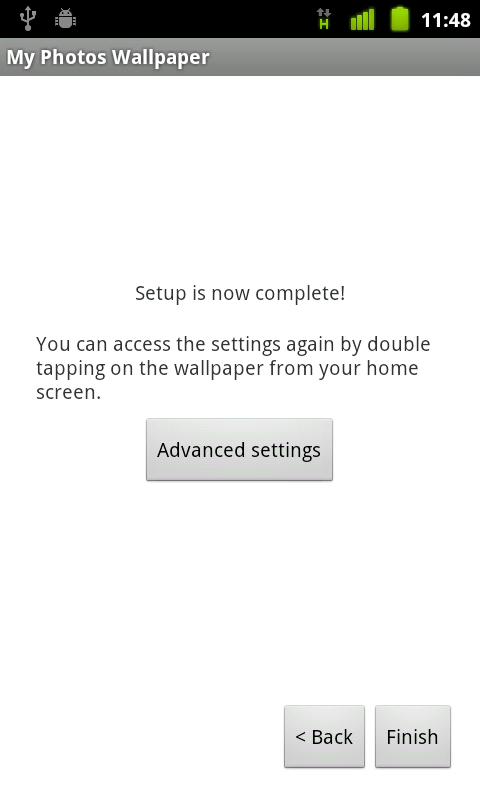 H
11:48
My Photos Wallpaper
Setup is now complete!
You can access the settings again by double
tapping on the wallpaper from your home
screen.
Advanced settings
< Back
Finish